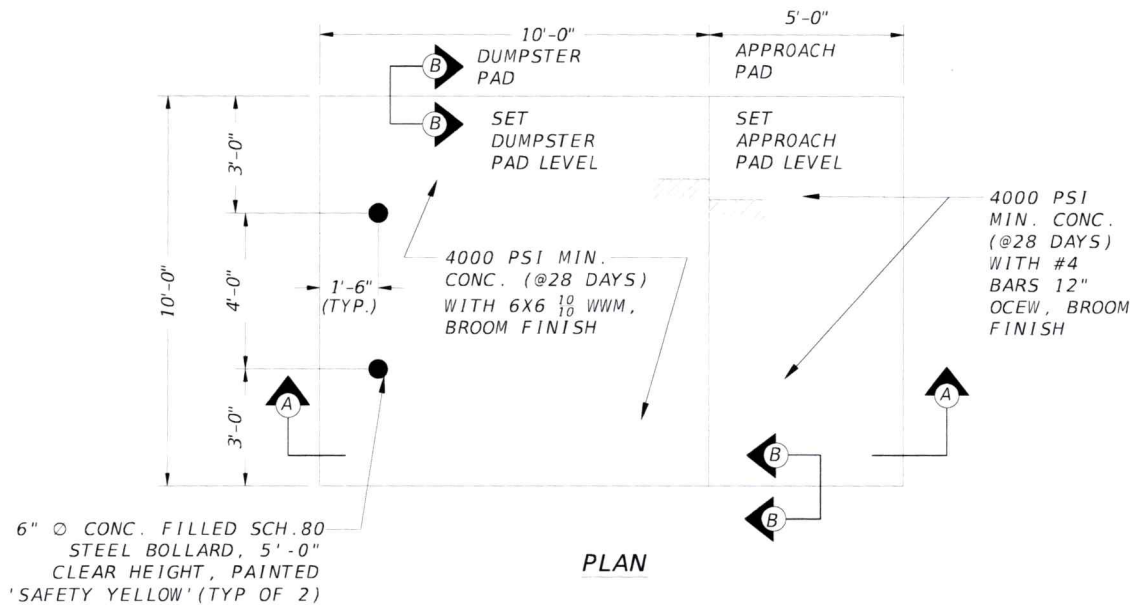 5'-0"
10'-0"
DUMPSTER
PAD
APPROACH
PAD
B
B
SET
DUMPSTER
PAD LEVEL
SET
APPROACH
PAD LEVEL
3'-0"
4'-0"
10'-0"
3'-0"
1'-6"
(TYP.)
4000 PSI MIN.
CONC. (@28 DAYS)
WITH 6X6 10/10 WWM,
BROOM FINISH
4000 PSI
MIN. CONC.
(@28 DAYS)
WITH #4
BARS 12"
OCEW, BROOM
FINISH
A
A
B
B
6" Ø CONC. FILLED SCH.80
STEEL BOLLARD, 5'-0"
CLEAR HEIGHT, PAINTED
'SAFETY YELLOW'(TYP OF 2)
PLAN